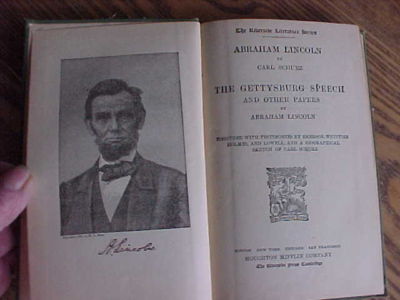 A. Lincoln
The Riverside Literature Series
ABRAHAM LINCOLN
BY
CARL SCHURZ
THE GETTYSBURG SPEECH
AND OTHER PAPERS
BY
ABRAHAM LINCOLN
TOGETHER WITH TESTIMONIES BY EMERSON, WHITTIER
HOLMES, AND LOWELL, AND A BIOGRAPHICAL
SKETCH OF CARL SCHURZ
BOSTON NEW YORK CHICAGO SAN FRANCISCO
HOUGHTON MIFFLIN COMPANY
The Riverside Press Cambridge